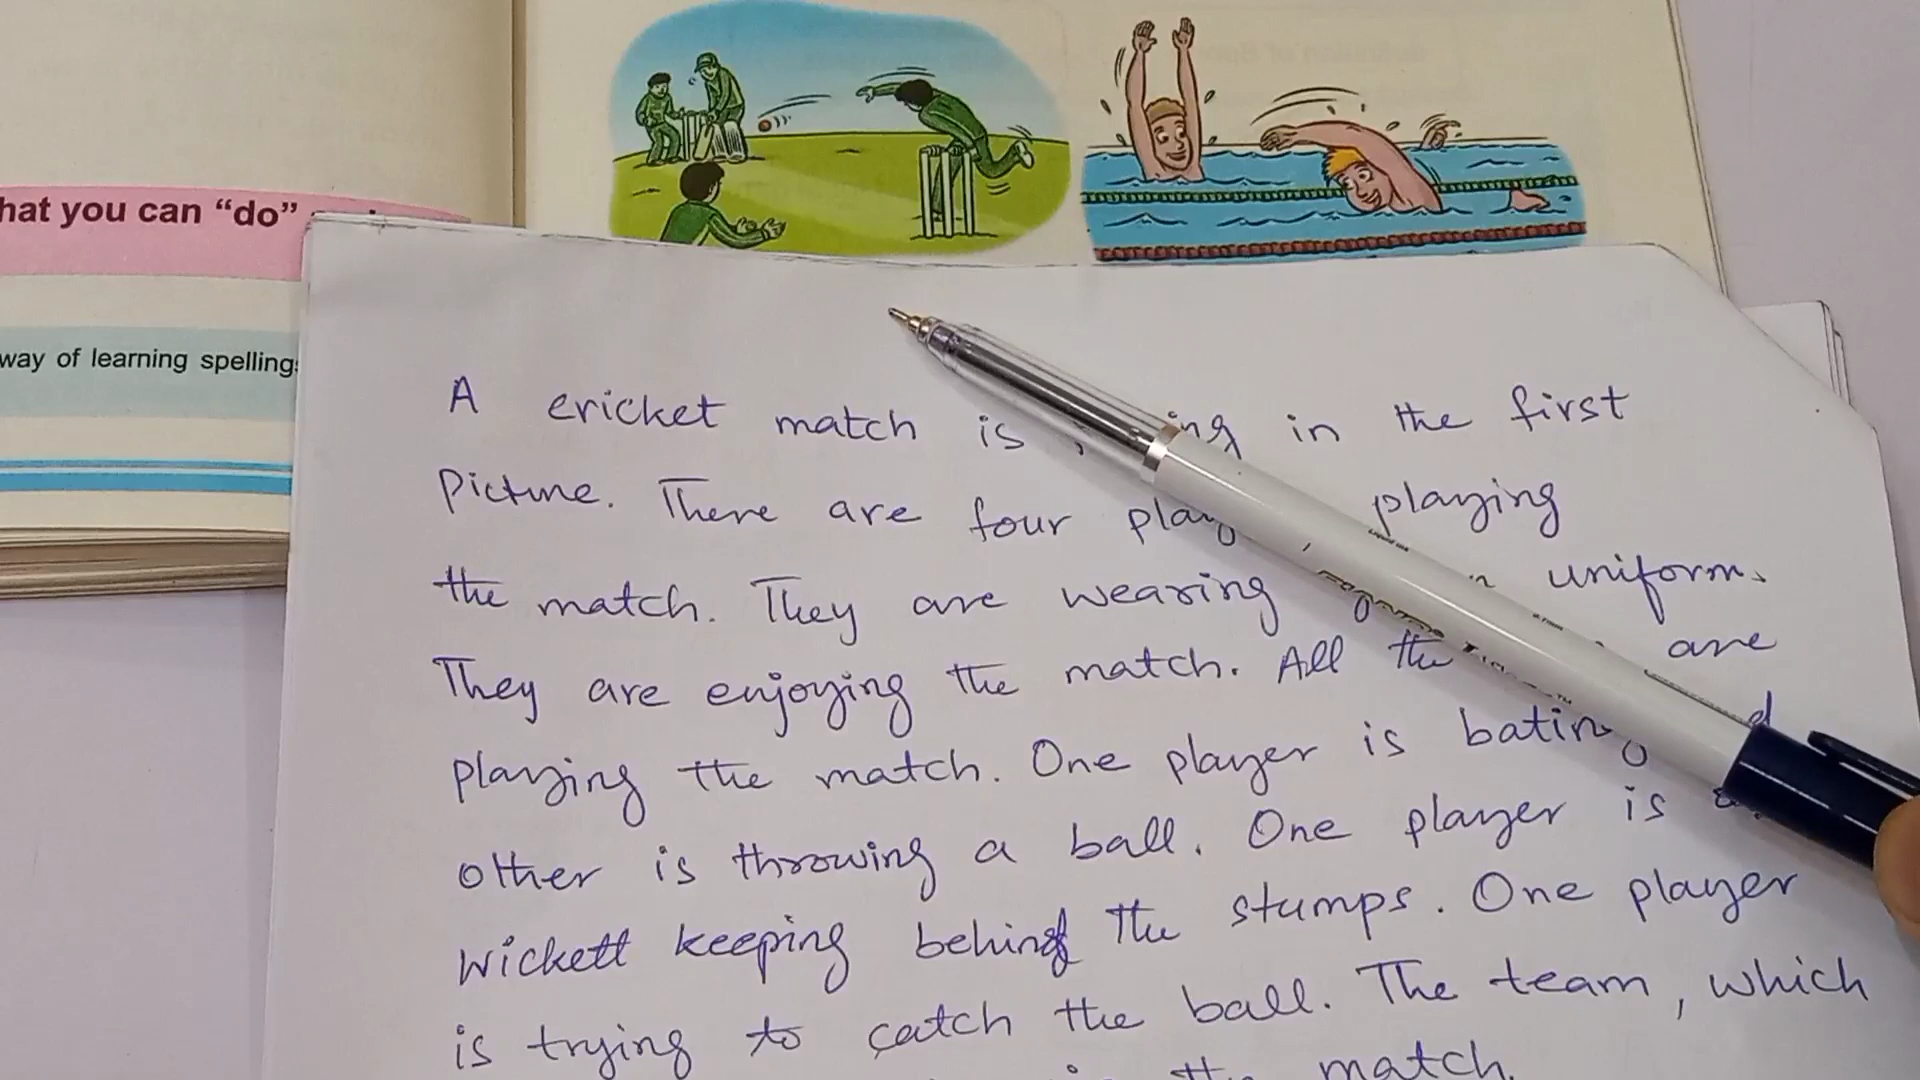 hat you can "do"
way of learning spelling
A cricket match is in the first
picture. There are four playing
the match. They are wearing uniform.
They are enjoying the match. All the are
playing the match. One player is bating
other is throwing a ball. One player is
wickett keeping behind the stumps. One player
is trying to catch the ball. The team, which
match.